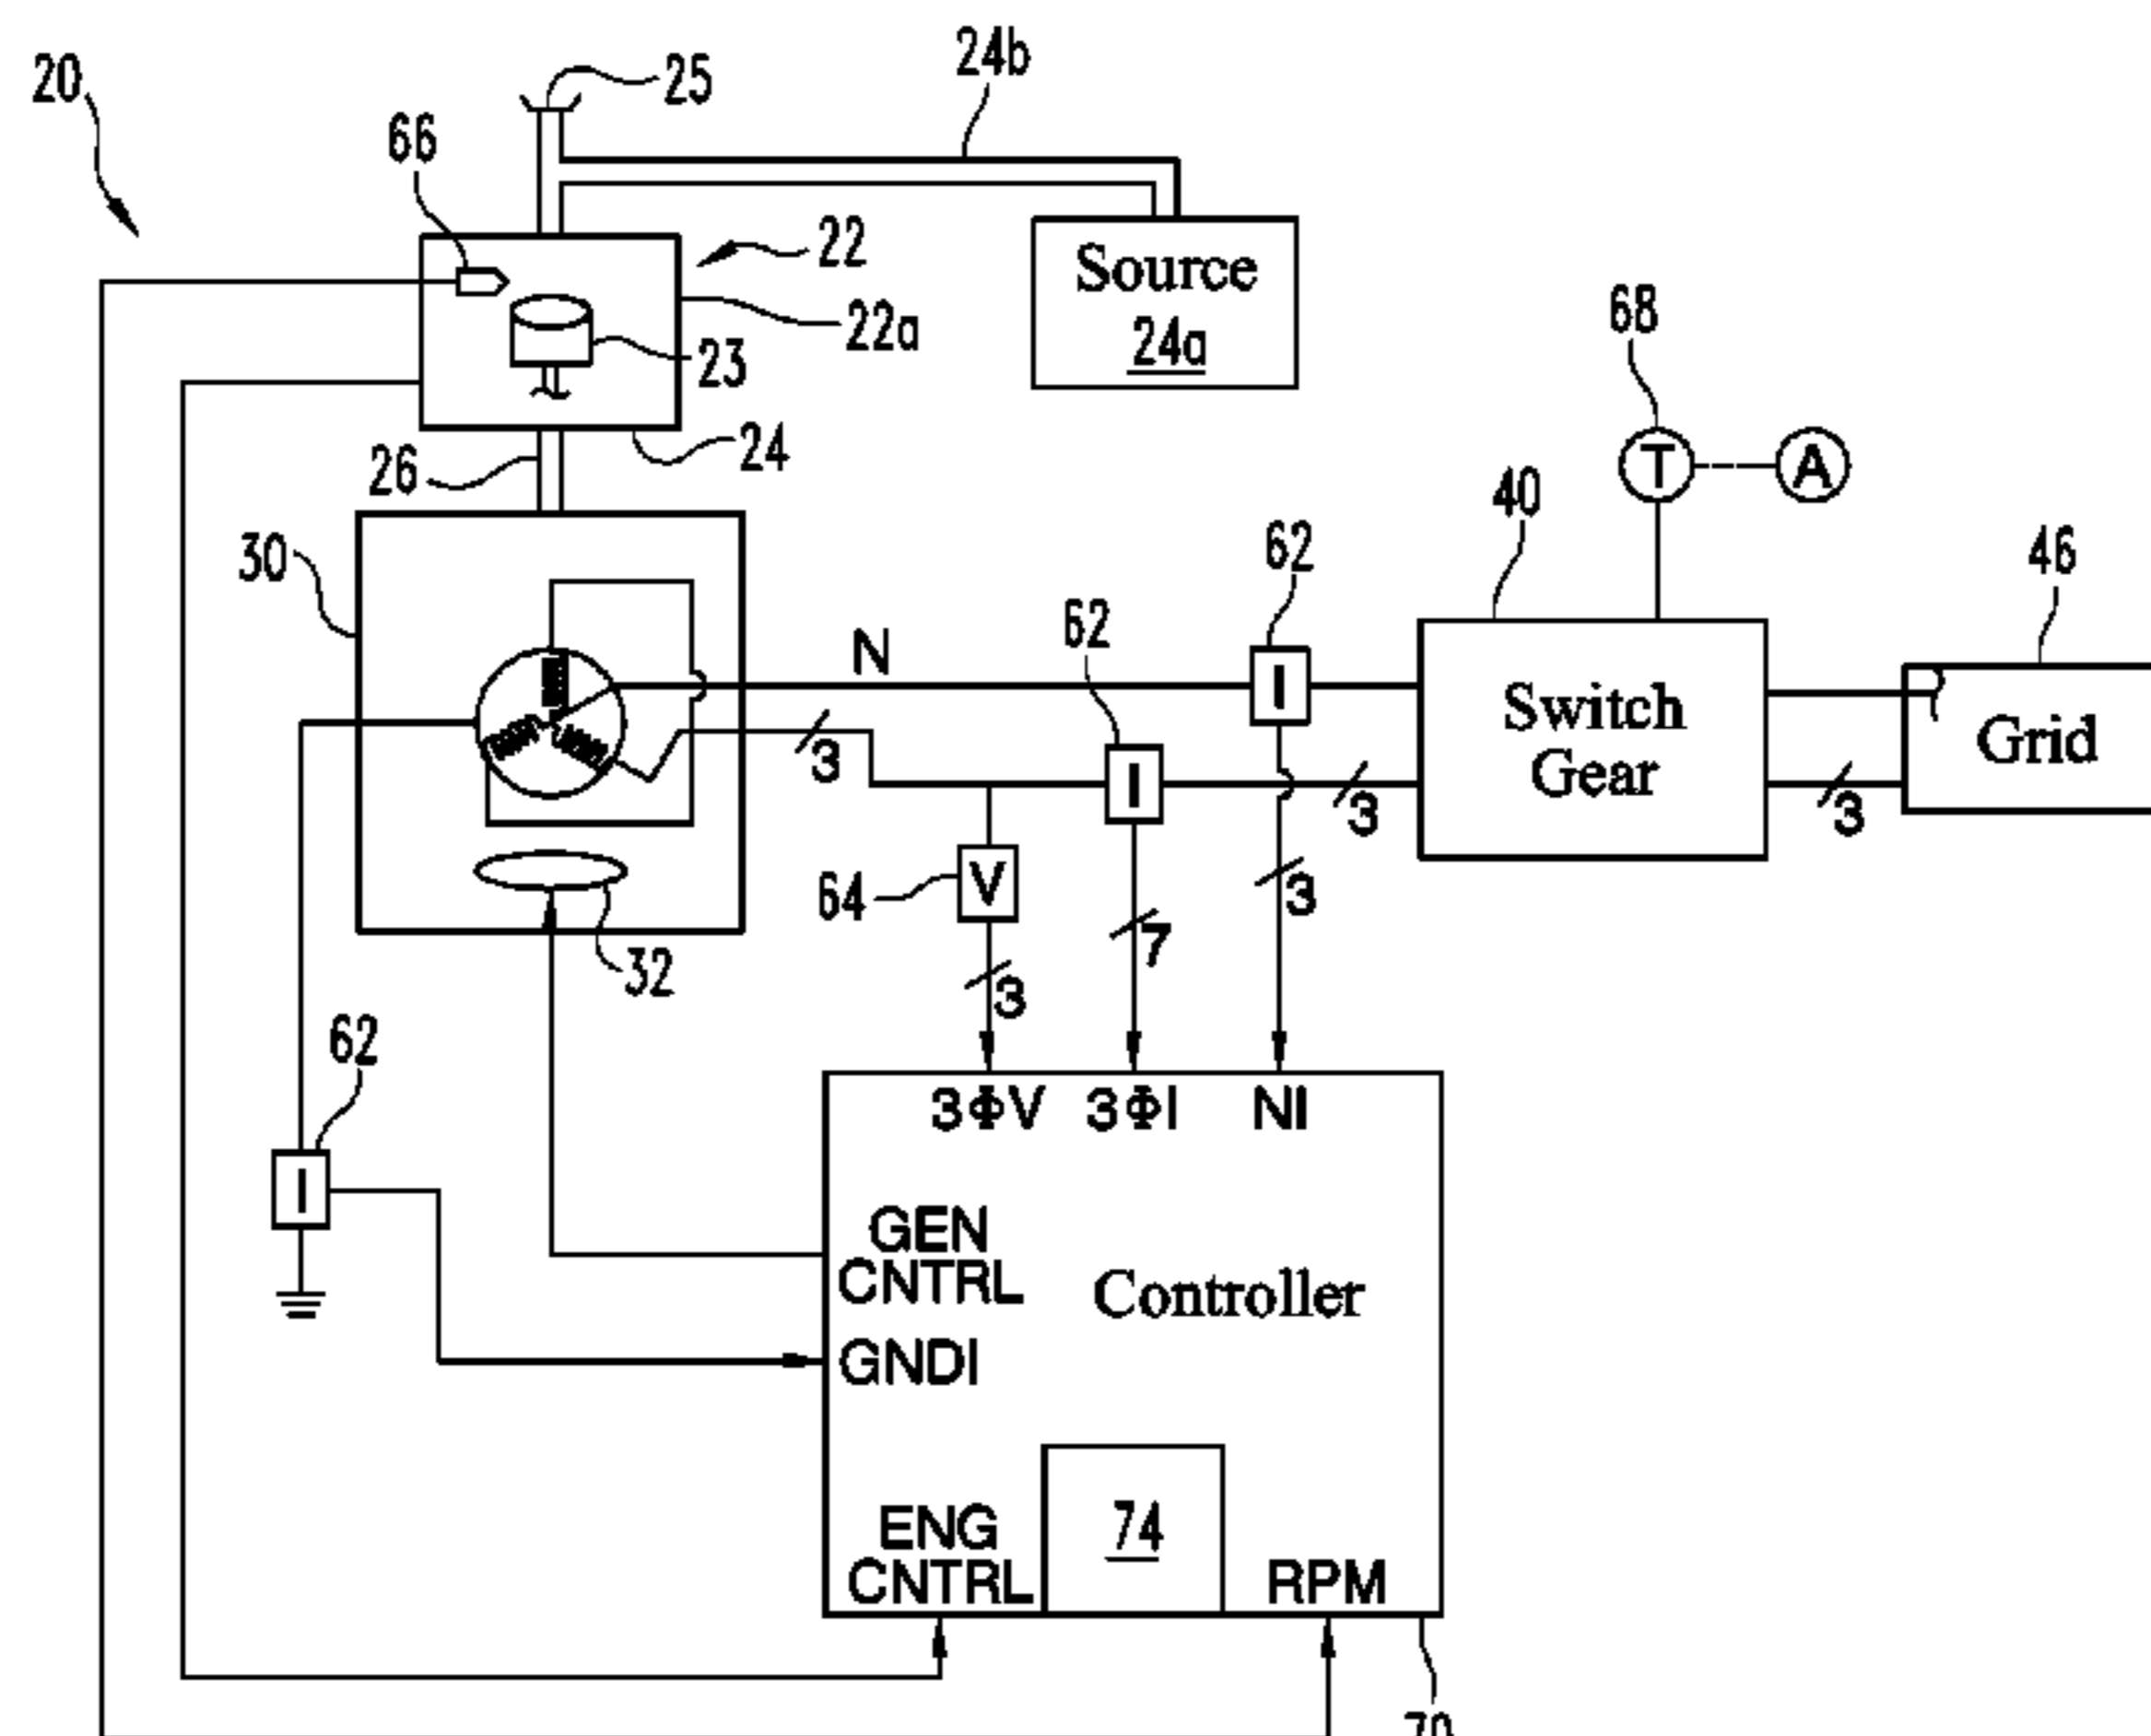 20
25
24b
66
22
22a
Source
24a
23
68
26
24
T
A
40
30
62
46
62
N
I
Switch
Gear
Grid
3
I
3
3
64
V
3
7
3
32
62
3ΦV 3ΦI NI
I
GEN
CNTRL
Controller
GNDI
ENG
CNTRL
74
RPM